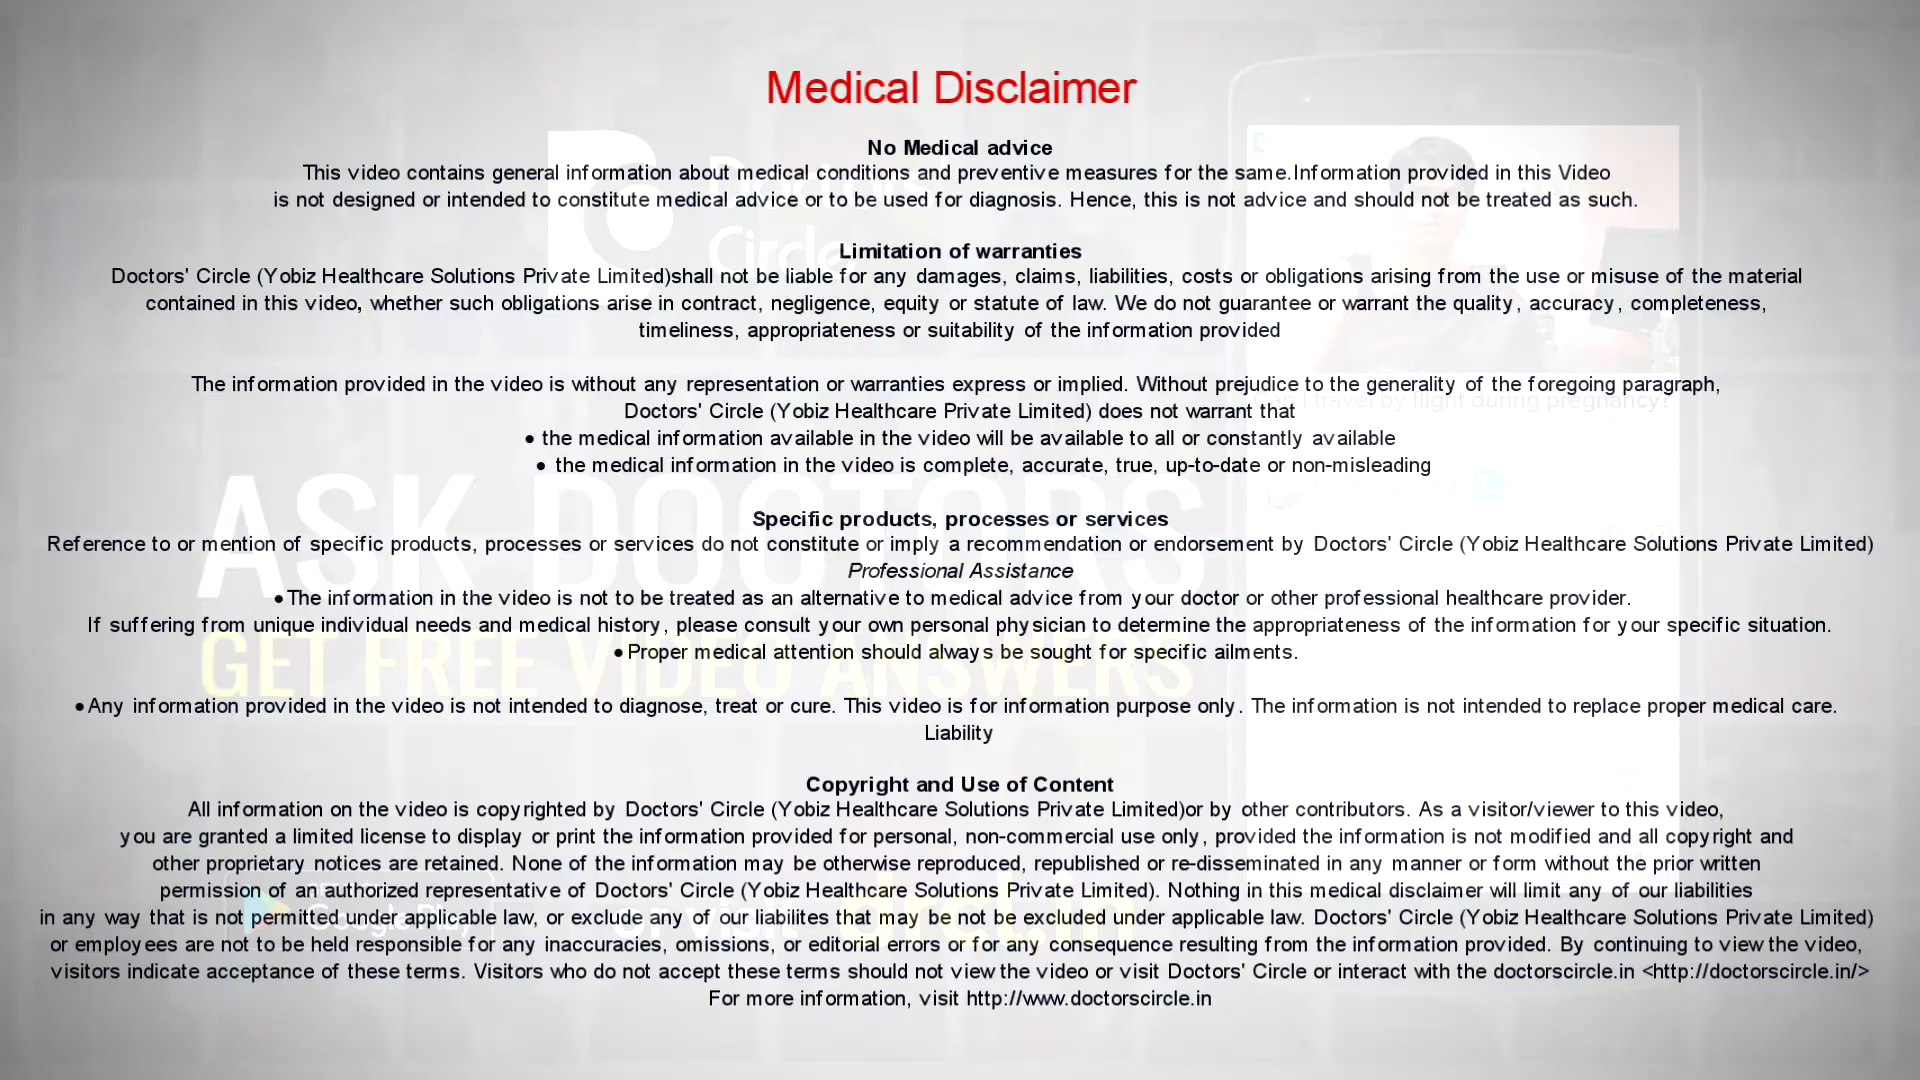 Medical Disclaimer
No Medical advice
This video contains general information about medical conditions and preventive measures for the same.Information provided in this Video
is not designed or intended to constitute medical advice or to be used for diagnosis. Hence, this is not advice and should not be treated as such.
Limitation of warranties
Doctors' Circle (Yobiz Healthcare Solutions Private Limited)shall not be liable for any damages, claims, liabilities, costs or obligations arising from the use or misuse of the material
contained in this video, whether such obligations arise in contract, negligence, equity or statute of law. We do not guarantee or warrant the quality, accuracy, completeness,
timeliness, appropriateness or suitability of the information provided
The information provided in the video is without any representation or warranties express or implied. Without prejudice to the generality of the foregoing paragraph,
Doctors' Circle (Yobiz Healthcare Private Limited) does not warrant that
• the medical information available in the video will be available to all or constantly available
• the medical information in the video is complete, accurate, true, up-to-date or non-misleading
Specific products, processes or services
Reference to or mention of specific products, processes or services do not constitute or imply a recommendation or endorsement by Doctors' Circle (Yobiz Healthcare Solutions Private Limited)
Professional Assistance
•The information in the video is not to be treated as an alternative to medical advice from your doctor or other professional healthcare provider.
If suffering from unique individual needs and medical history, please consult your own personal physician to determine the appropriateness of the information for your specific situation.
•Proper medical attention should always be sought for specific ailments.
•Any information provided in the video is not intended to diagnose, treat or cure. This video is for information purpose only. The information is not intended to replace proper medical care.
Liability
Copyright and Use of Content
All information on the video is copyrighted by Doctors' Circle (Yobiz Healthcare Solutions Private Limited)or by other contributors. As a visitor/viewer to this video,
you are granted a limited license to display or print the information provided for personal, non-commercial use only, provided the information is not modified and all copyright and
other proprietary notices are retained. None of the information may be otherwise reproduced, republished or re-disseminated in any manner or form without the prior written
permission of an authorized representative of Doctors' Circle (Yobiz Healthcare Solutions Private Limited). Nothing in this medical disclaimer will limit any of our liabilities
in any way that is not permitted under applicable law, or exclude any of our liabilites that may be not be excluded under applicable law. Doctors' Circle (Yobiz Healthcare Solutions Private Limited)
or employees are not to be held responsible for any inaccuracies, omissions, or editorial errors or for any consequence resulting from the information provided. By continuing to view the video,
visitors indicate acceptance of these terms. Visitors who do not accept these terms should not view the video or visit Doctors' Circle or interact with the doctorscircle.in <http://doctorscircle.in/>
For more information, visit http://www.doctorscircle.in
Doctors'
Circle
Can I travel by flight during pregnancy?
ASK DOCTORS
GET FREE VIDEO ANSWERS
Google Play
or visit drct.in